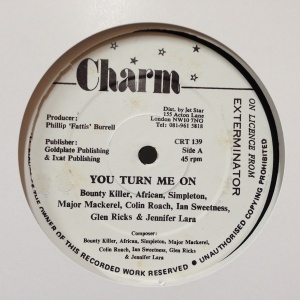 Charm
Producer:
Phillip 'Fattis' Burrell
Dist. by Jet Star
155 Acton Lane
London NW10 7NG
Tel: 081-961 5818
Publisher:
Goldplate Publishing
& Ixat Publishing
CRT 139
Side A
45 rpm
YOU TURN ME ON
Bounty Killer, African, Simpleton,
Major Mackerel, Colin Roach, Ian Sweetness,
Glen Ricks & Jennifer Lara
Composer:
Bounty Killer, African, Simpleton, Major Mackerel,
Colin Roach, Ian Sweetness, Glen Ricks
& Jennifer Lara
ON LICENCE FROM
EXTERMINATOR
OWNER OF THIS RECORDED WORK RESERVED • UNAUTHORISED COPYING PROHIBITED